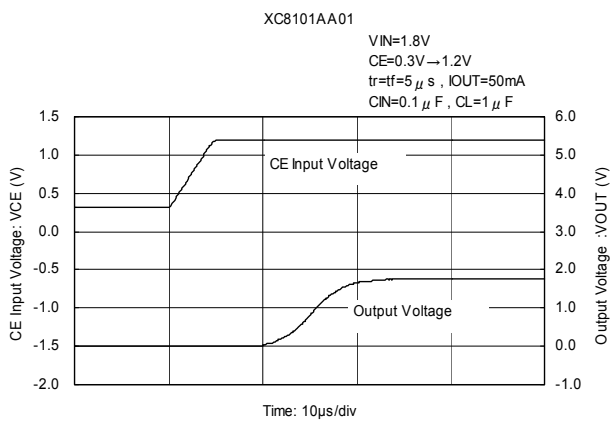 XC8101AA01
VIN=1.8V
CE=0.3V→1.2V
tr=tf=5μs , IOUT=50mA
CIN=0.1μF , CL=1μF
1.5
1.0
0.5
0.0
-0.5
-1.0
-1.5
-2.0
CE Input Voltage: VCE (V)
CE Input Voltage
Output Voltage
6.0
5.0
4.0
3.0
2.0
1.0
0.0
-1.0
Output Voltage :VOUT (V)
Time: 10μs/div